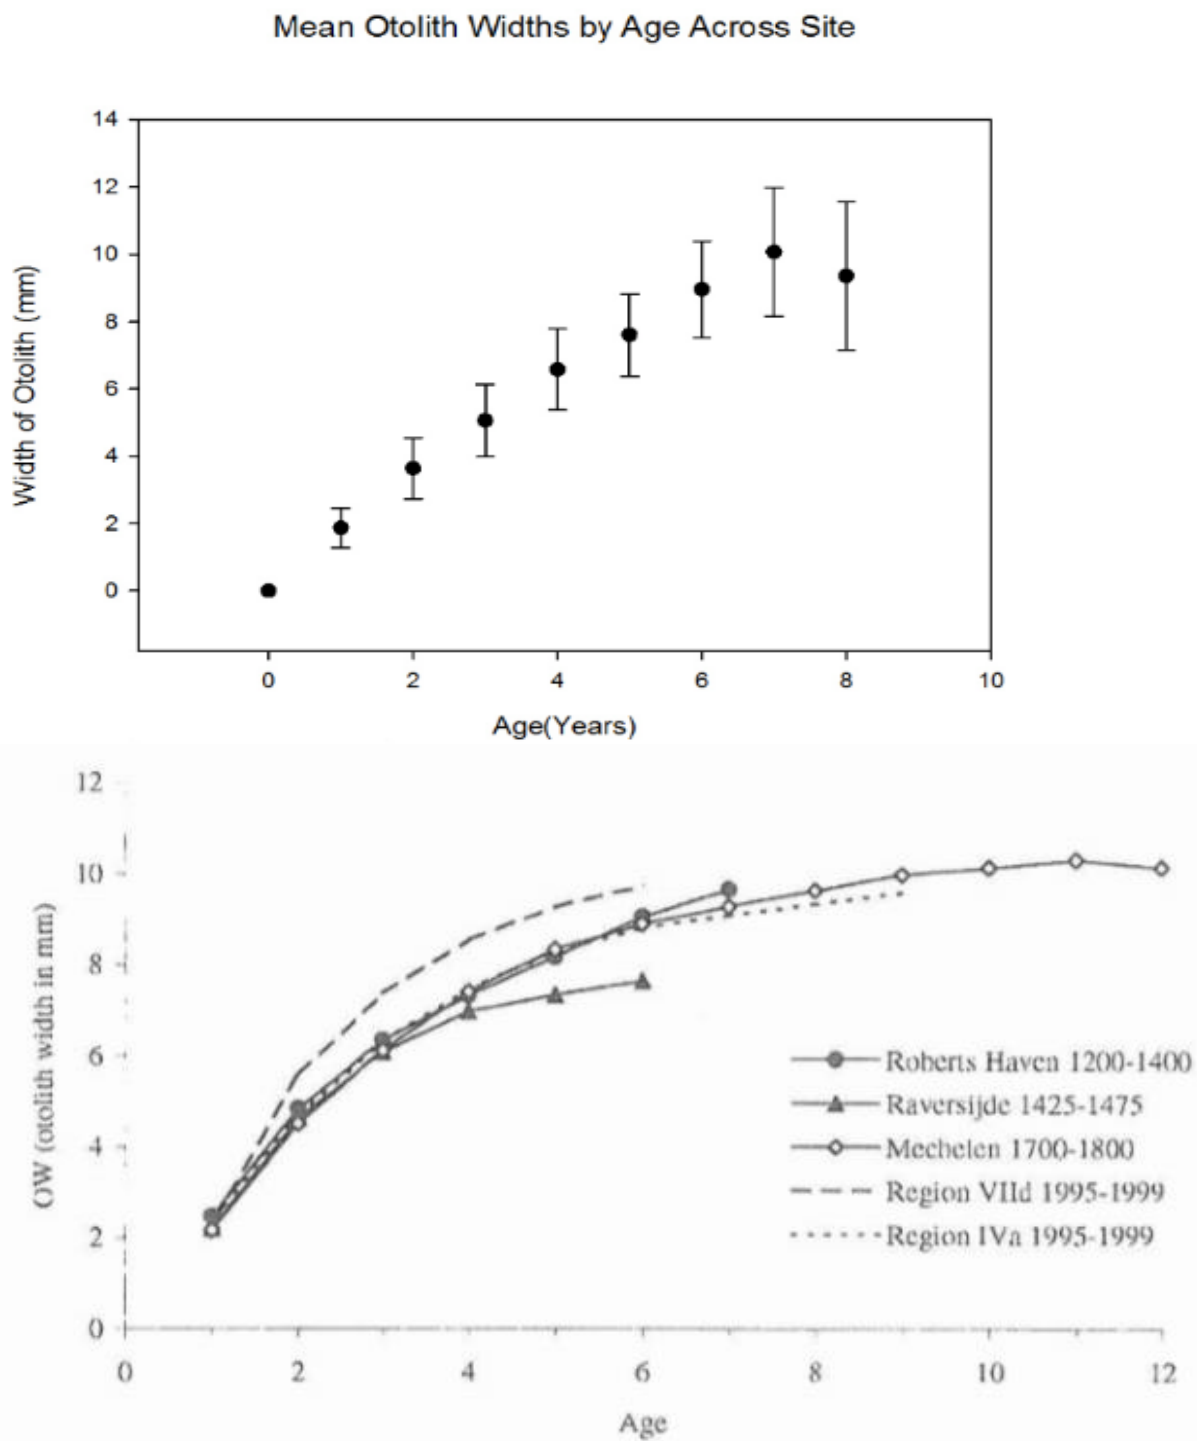 Mean Otolith Widths by Age Across Site
14
12
10
8
6
4
2
0
Width of Otolith (mm)
0 2 4 6 8 10
Age(Years)
12
10
8
6
4
2
0
OW (otolith width in mm)
Roberts Haven 1200-1400
Raversijde 1425-1475
Mechelen 1700-1800
Region VIId 1995-1999
Region IVa 1995-1999
0 2 4 6 8 10 12
Age